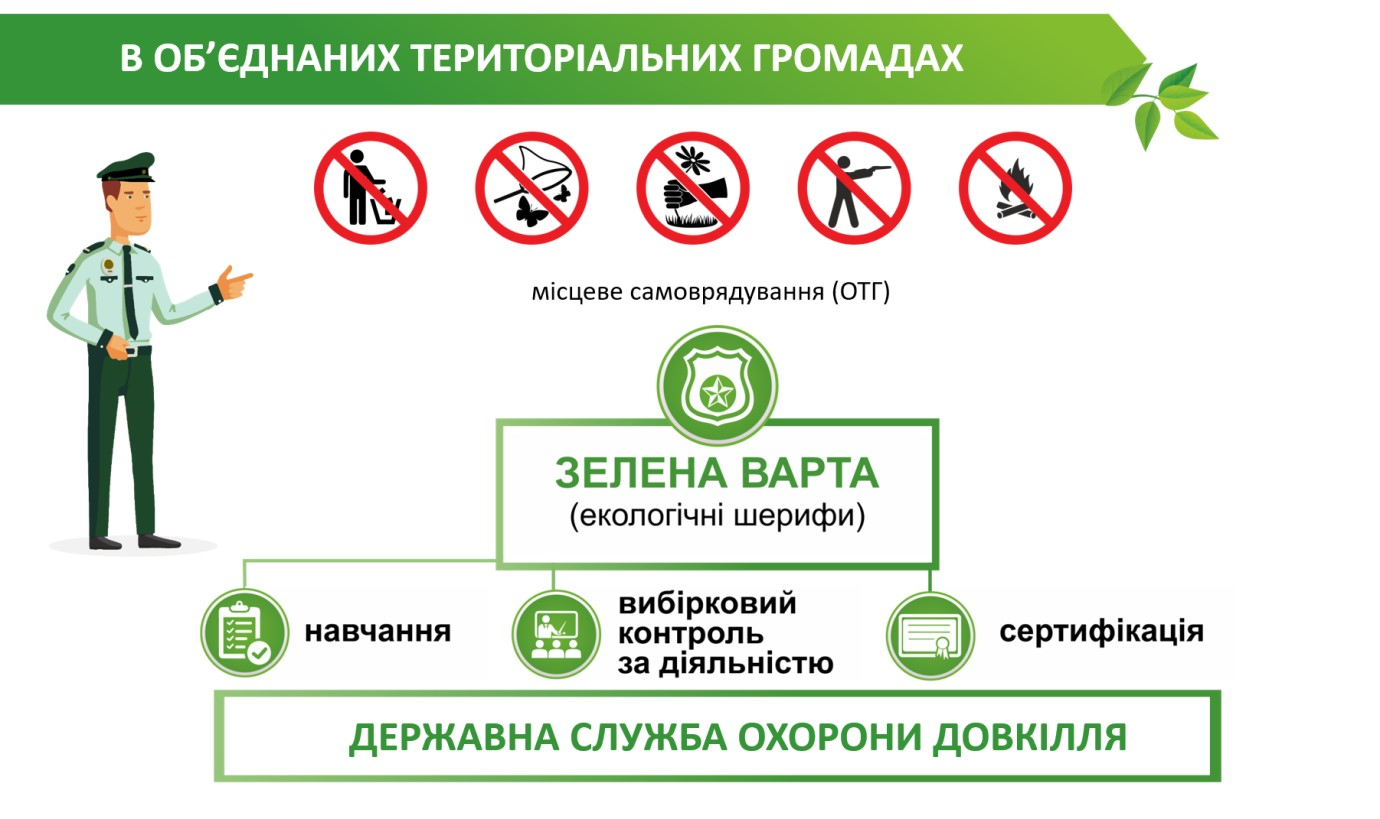 В ОБ’ЄДНАНИХ ТЕРИТОРІАЛЬНИХ ГРОМАДАХ
місцеве самоврядування (ОТГ)
ЗЕЛЕНА ВАРТА
(екологічні шерифи)
навчання
вибірковий
контроль
за діяльністю
сертифікація
ДЕРЖАВНА СЛУЖБА ОХОРОНИ ДОВКІЛЛЯ